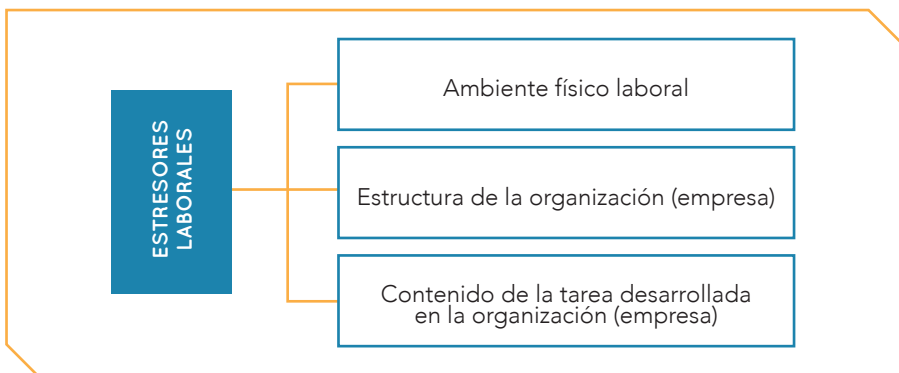 ESTRESORES
LABORALES
Ambiente físico laboral
Estructura de la organización (empresa)
Contenido de la tarea desarrollada
en la organización (empresa)